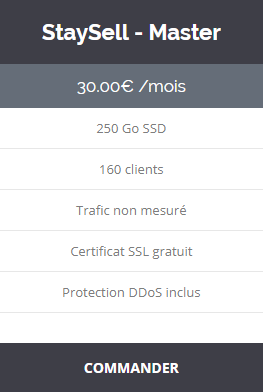 StaySell - Master
30.00€ /mois
250 Go SSD
160 clients
Trafic non mesuré
Certificat SSL gratuit
Protection DDoS inclus
COMMANDER